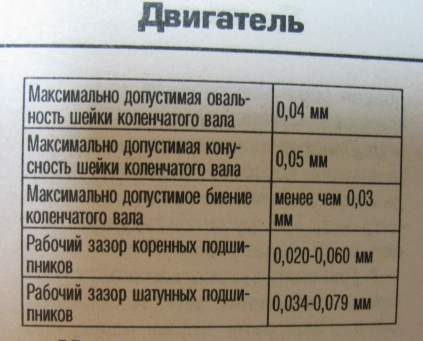 Двигатель
Максимально допустимая оваль-
ность шейки коленчатого вала
0,04 мм
Максимально допустимая кону-
сность шейки коленчатого вала
0,05 мм
Максимально допустимое биение
коленчатого вала
менее чем 0,03
мм
Рабочий зазор коренных подши-
пников
0,020-0,060 мм
Рабочий зазор шатунных подши-
пников
0,034-0,079 мм